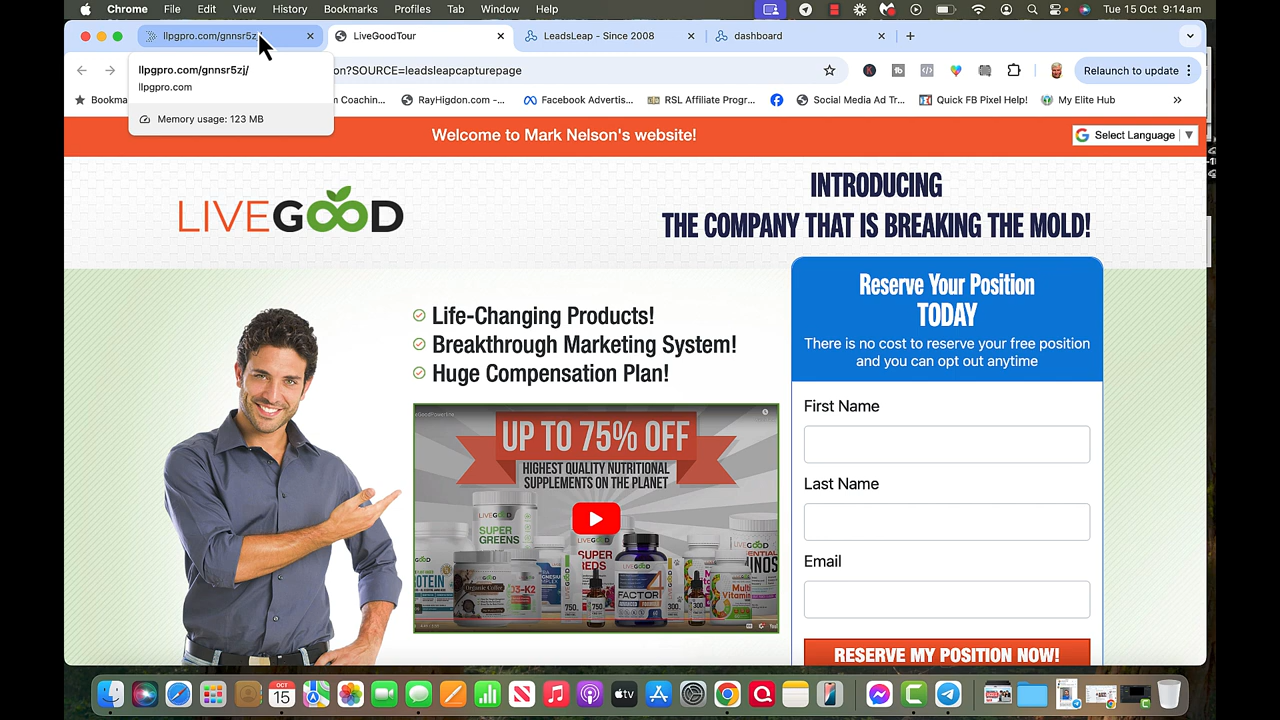 Chrome File Edit View History Bookmarks Profiles Tab Window Help Tue 15 Oct 9:14am
llpgpro.com/gnnsr5z LiveGoodTour LeadsLeap - Since 2008 dashboard
llpgpro.com/gnnsr5zj/
llpgpro.com
Memory usage: 123 MB
on?SOURCE=leadsleapcapturepage
Relaunch to update
Bookma Coachin... RayHigdon.com -... Facebook Advertis... RSL Affiliate Progr... Social Media Ad Tr... Quick FB Pixel Help! My Elite Hub
Welcome to Mark Nelson's website!
Select Language
LIVEGOOD
INTRODUCING
THE COMPANY THAT IS BREAKING THE MOLD!
Life-Changing Products!
Breakthrough Marketing System!
Huge Compensation Plan!
UP TO 75% OFF
HIGHEST QUALITY NUTRITIONAL
SUPPLEMENTS ON THE PLANET
SUPER
GREENS
SUPER
REDS
Organic Coffee
D3-K2
FACTOR4
Reserve Your Position
TODAY
There is no cost to reserve your free position
and you can opt out anytime
First Name
Last Name
Email
RESERVE MY POSITION NOW!
OCT
15